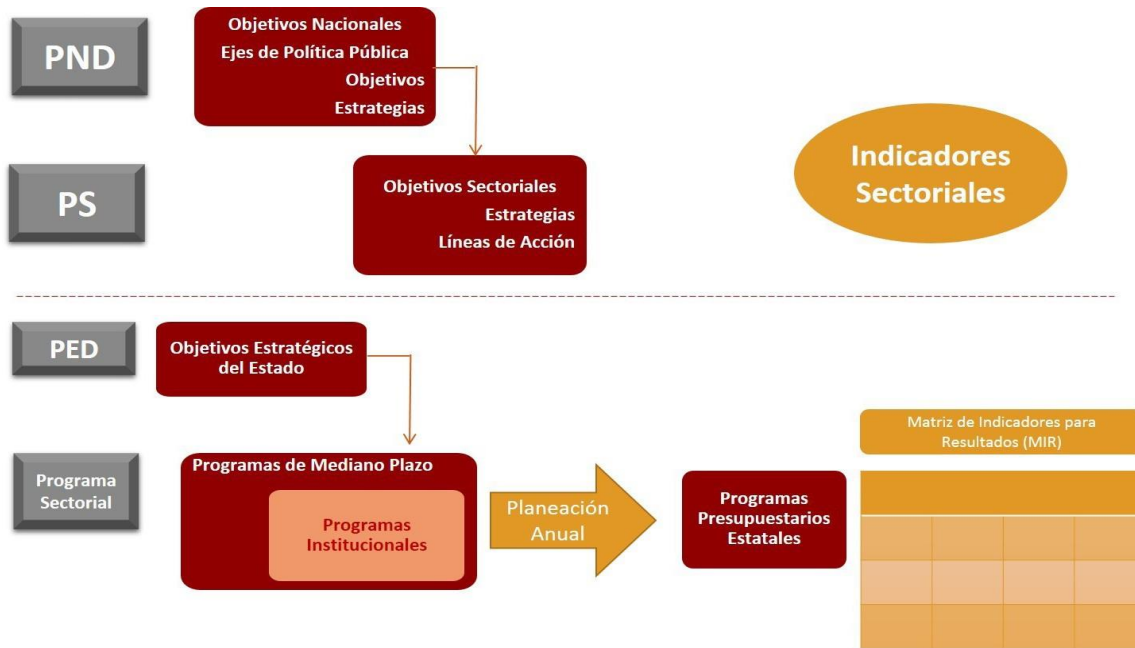 PND
Objetivos Nacionales
Ejes de Política Pública
Objetivos
Estrategias
PS
Objetivos Sectoriales
Estrategias
Líneas de Acción
Indicadores
Sectoriales
PED
Objetivos Estratégicos
del Estado
Programa
Sectorial
Programas de Mediano Plazo
Programas
Institucionales
Planeación
Anual
Programas
Presupuestarios
Estatales
Matriz de Indicadores para
Resultados (MIR)